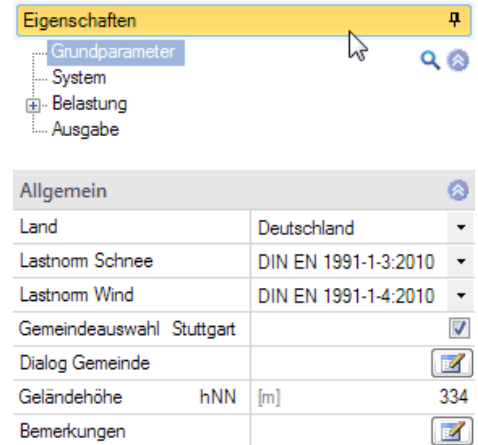 Eigenschaften
Grundparameter
System
Belastung
Ausgabe
Allgemein
Land Deutschland
Lastnorm Schnee DIN EN 1991-1-3:2010
Lastnorm Wind DIN EN 1991-1-4:2010
Gemeindeauswahl Stuttgart
Dialog Gemeinde
Geländehöhe hNN [m] 334
Bemerkungen